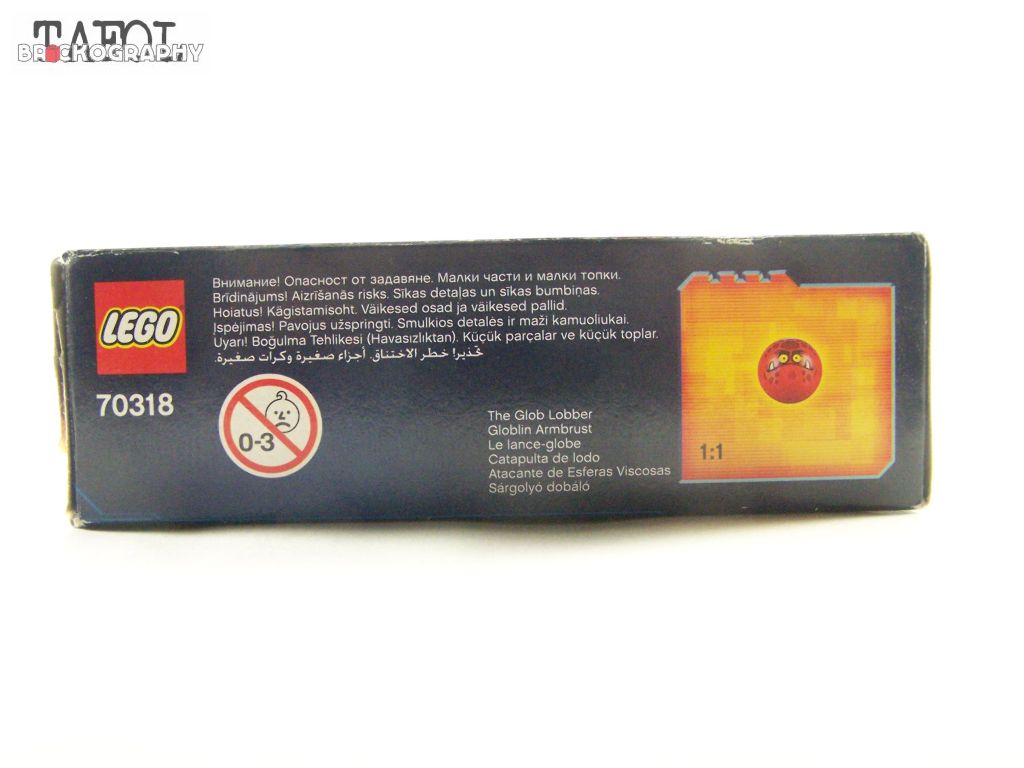 TAFOL
BRICKOGRAPHY
LEGO
70318
Внимание! Опасност от задавяне. Малки части и малки топки.
Brīdinājums! Aizrīšanās risks. Sīkas detaļas un sīkas bumbiņas.
Hoiatus! Kägistamisoht. Väikesed osad ja väikesed pallid.
Įspėjimas! Pavojus užspringti. Smulkios detalės ir maži kamuoliukai.
Uyarı! Boğulma Tehlikesi (Havasızlıktan). Küçük parçalar ve küçük toplar.
تحذير! خطر الاختناق. أجزاء صغيرة وكرات صغيرة.
0-3
The Glob Lobber
Globlin Armbrust
Le lance-globe
Catapulta de lodo
Atacante de Esferas Viscosas
Sárgolyó dobáló
1:1